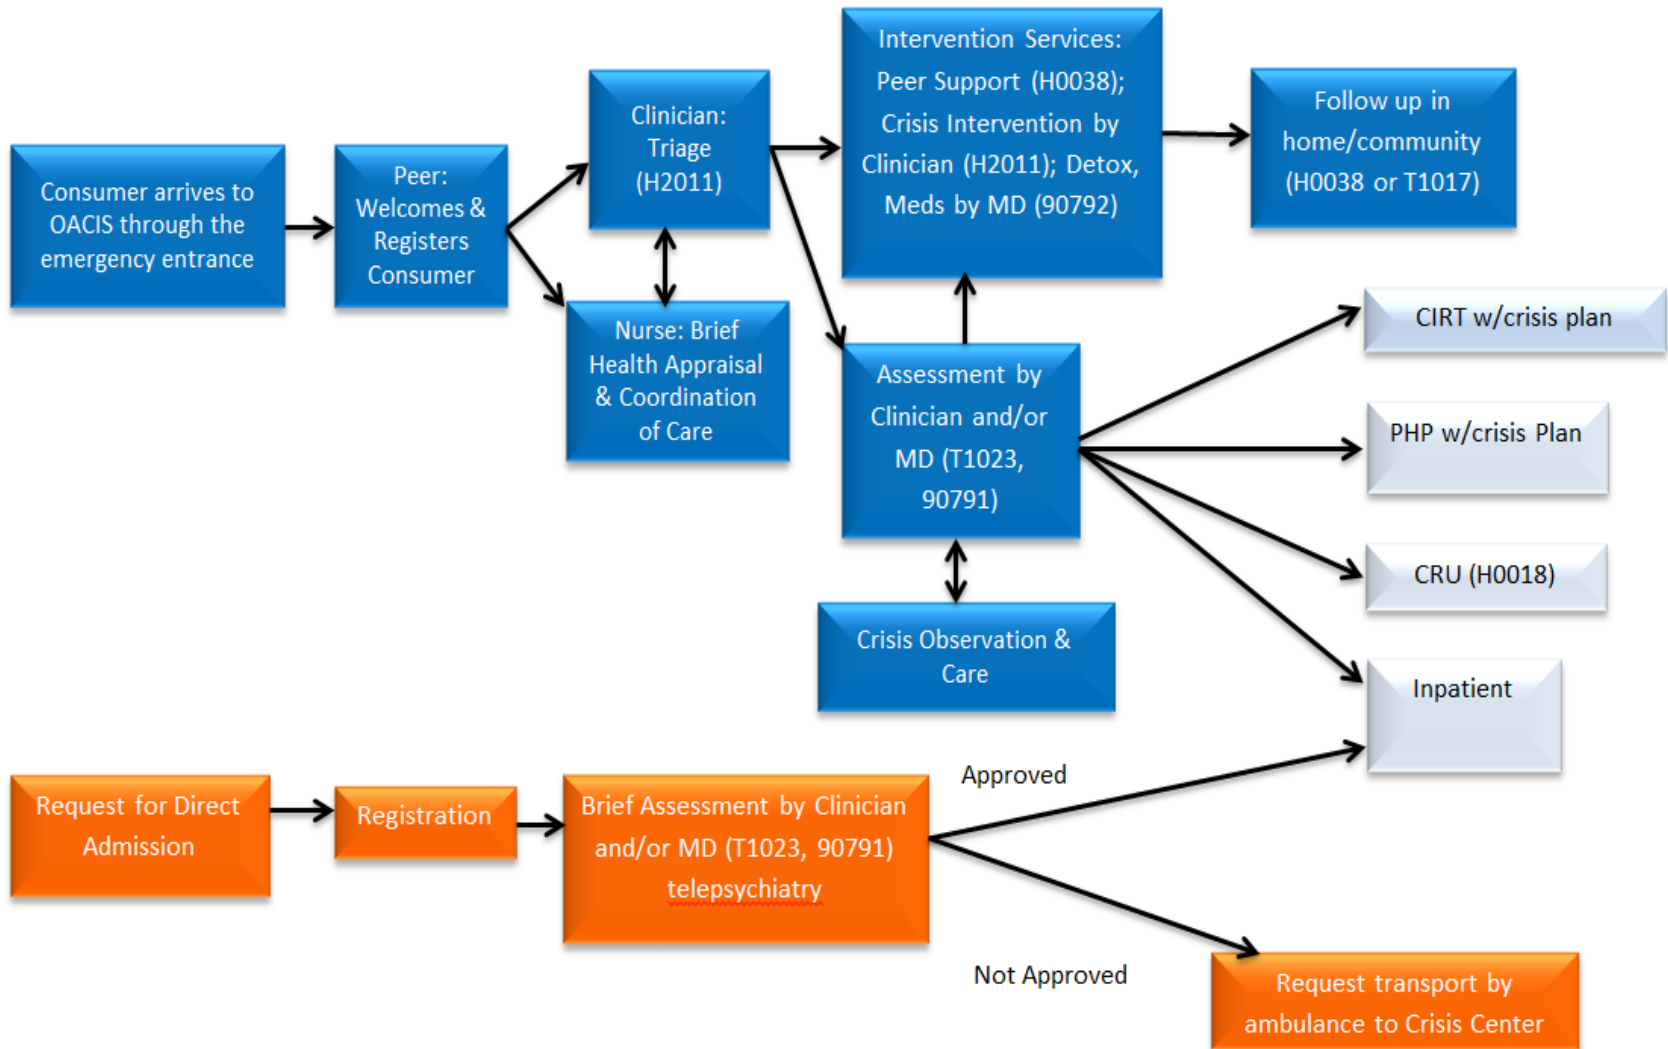 Consumer arrives to
OACIS through the
emergency entrance
Peer:
Welcomes &
Registers
Consumer
Clinician:
Triage
(H2011)
Nurse: Brief
Health Appraisal
& Coordination
of Care
Intervention Services:
Peer Support (H0038);
Crisis Intervention by
Clinician (H2011); Detox,
Meds by MD (90792)
Follow up in
home/community
(H0038 or T1017)
Assessment by
Clinician and/or
MD (T1023,
90791)
Crisis Observation &
Care
CIRT w/crisis plan
PHP w/crisis Plan
CRU (H0018)
Inpatient
Request for Direct
Admission
Registration
Brief Assessment by Clinician
and/or MD (T1023, 90791)
telepsychiatry
Approved
Not Approved
Request transport by
ambulance to Crisis Center